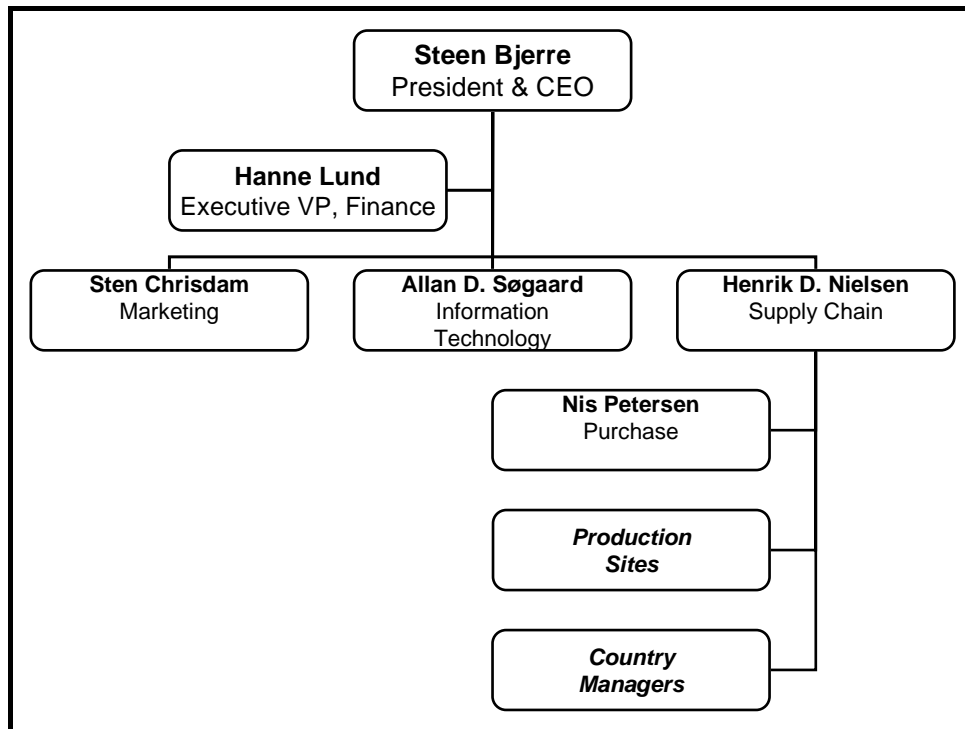 Steen Bjerre
President & CEO
Hanne Lund
Executive VP, Finance
Sten Chrisdam
Marketing
Allan D. Søgaard
Information
Technology
Henrik D. Nielsen
Supply Chain
Nis Petersen
Purchase
Production
Sites
Country
Managers